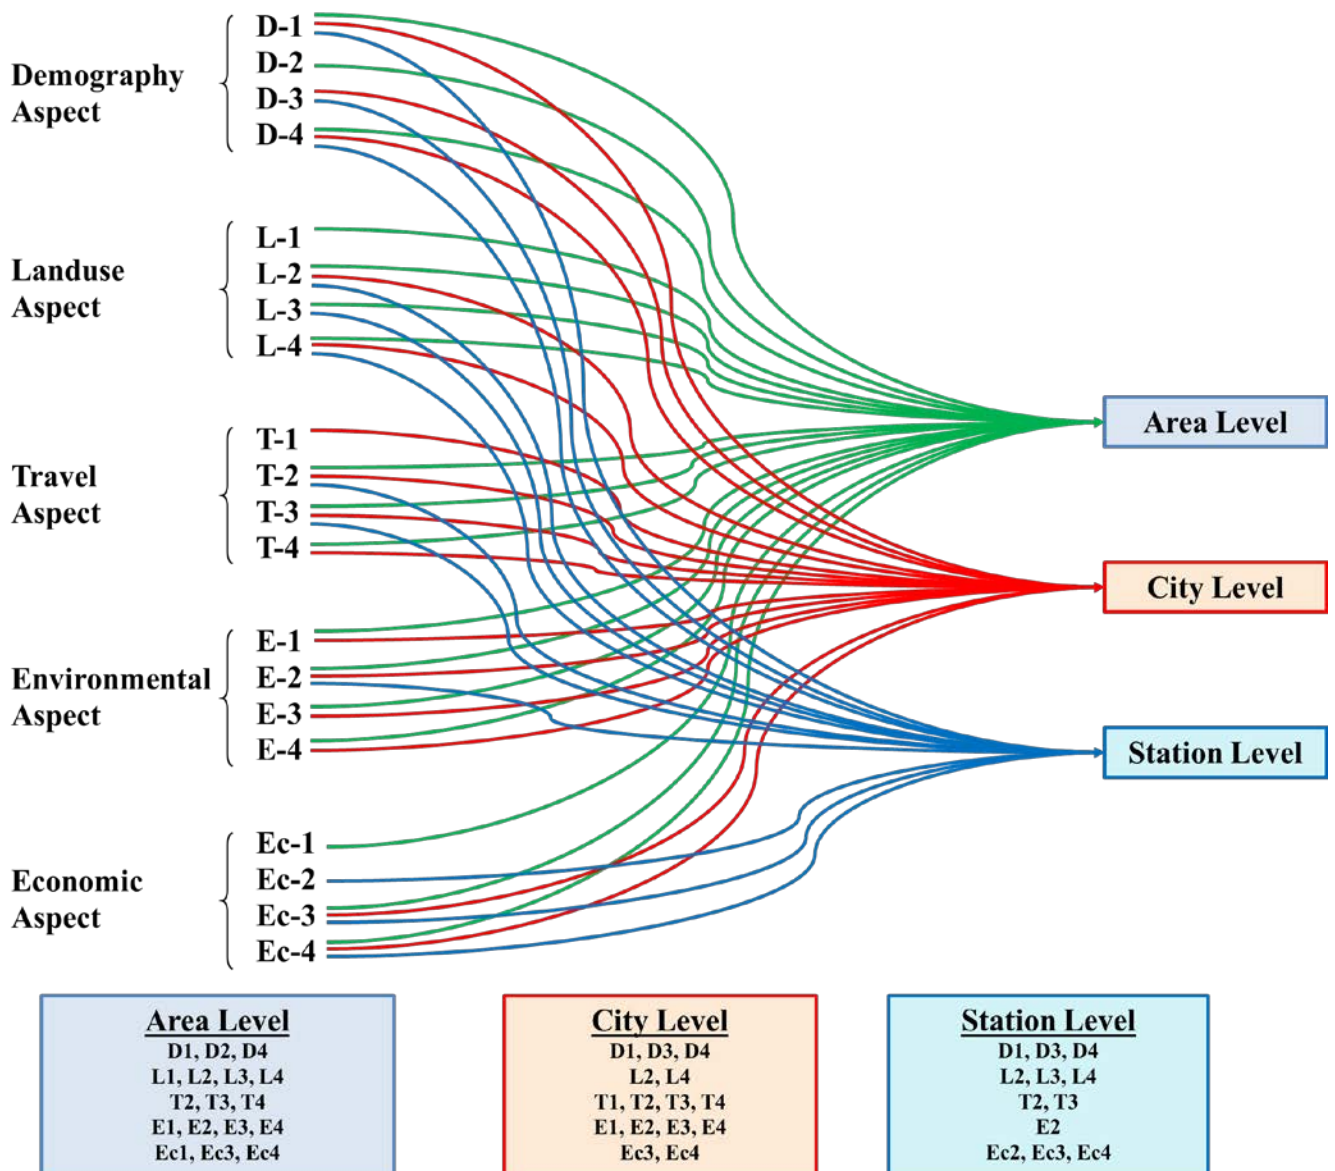 Demography
Aspect
D-1
D-2
D-3
D-4
Landuse
Aspect
L-1
L-2
L-3
L-4
Travel
Aspect
T-1
T-2
T-3
T-4
Environmental
Aspect
E-1
E-2
E-3
E-4
Economic
Aspect
Ec-1
Ec-2
Ec-3
Ec-4
Area Level
City Level
Station Level
Area Level
D1, D2, D4
L1, L2, L3, L4
T2, T3, T4
E1, E2, E3, E4
Ec1, Ec3, Ec4
City Level
D1, D3, D4
L2, L4
T1, T2, T3, T4
E1, E2, E3, E4
Ec3, Ec4
Station Level
D1, D3, D4
L2, L3, L4
T2, T3
E2
Ec2, Ec3, Ec4